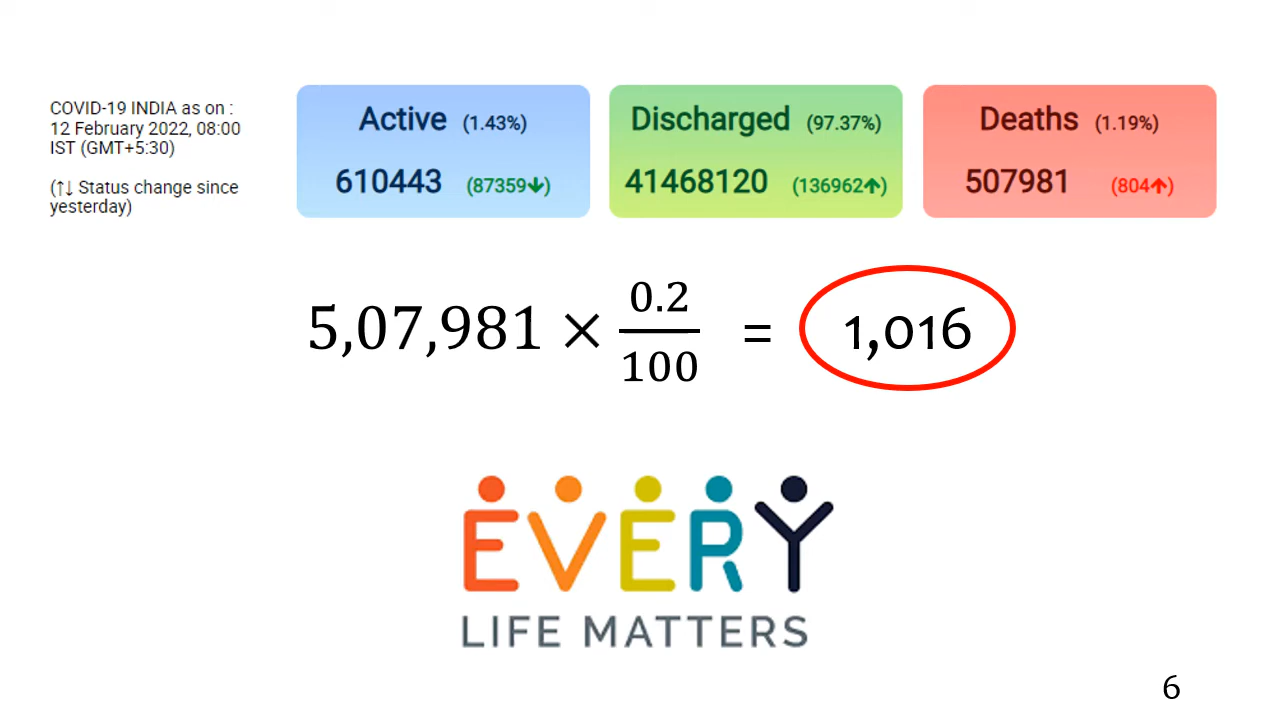 COVID-19 INDIA as on :
12 February 2022, 08:00
IST (GMT+5:30)
(↑↓ Status change since
yesterday)
Active (1.43%)
610443 (87359↓)
Discharged (97.37%)
41468120 (136962↑)
Deaths (1.19%)
507981 (804↑)
5,07,981 × 0.2/100 = 1,016
EVERY
LIFE MATTERS
6